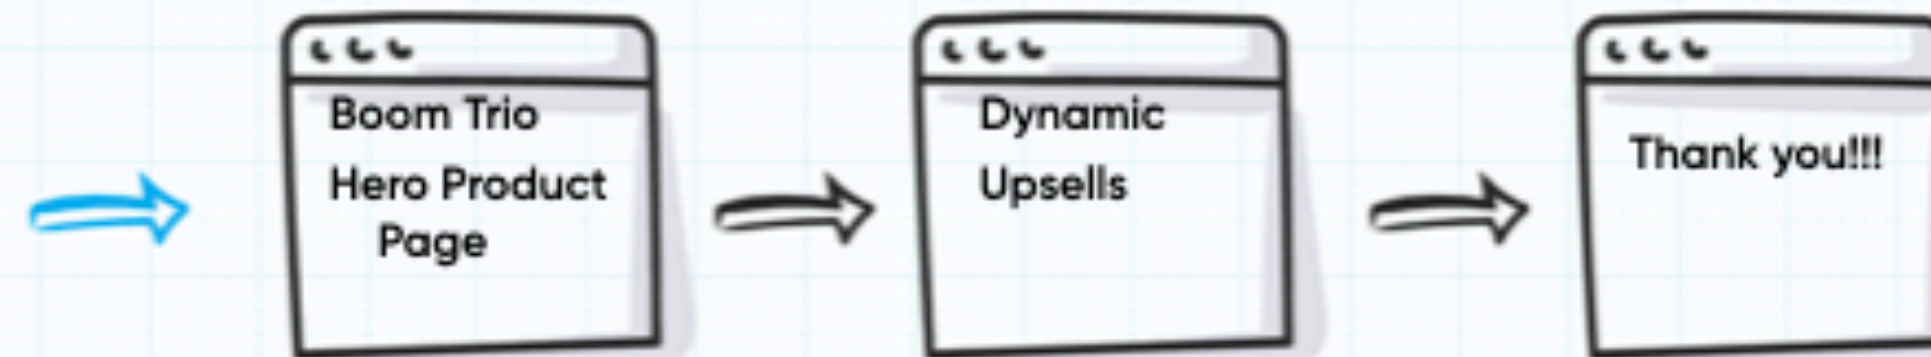 Boom Trio
Hero Product
Page
Dynamic
Upsells
Thank you!!!